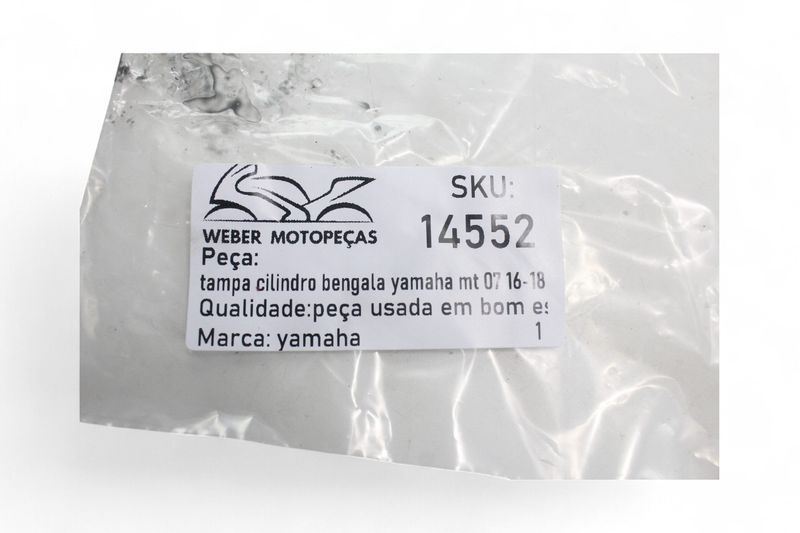 SKU:
14552
WEBER MOTOPEÇAS
Peça:
tampa cilindro bengala yamaha mt 07 16-18
Qualidade:peça usada em bom es
Marca: yamaha
1